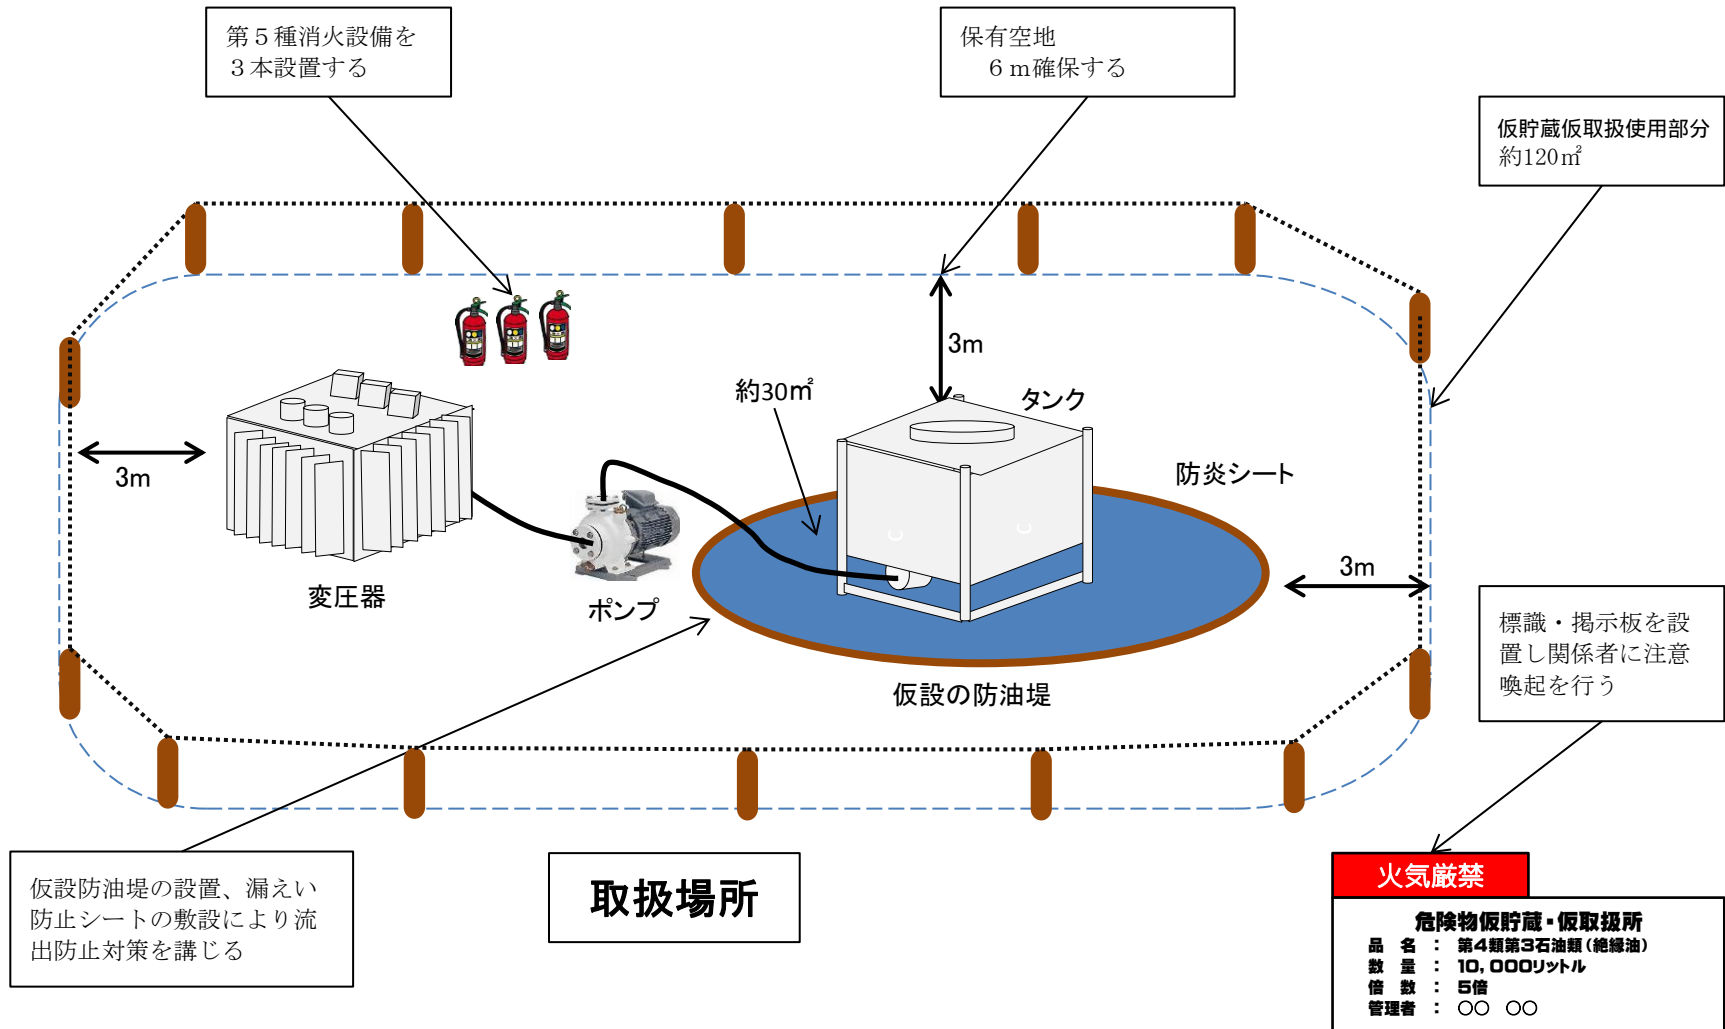 第５種消火設備を
３本設置する
保有空地
６ｍ確保する
仮貯蔵仮取扱使用部分
約120㎡
3m
約30㎡
タンク
3m
防炎シート
3m
変圧器
ポンプ
仮設の防油堤
標識・掲示板を設
置し関係者に注意
喚起を行う
仮設防油堤の設置、漏えい
防止シートの敷設により流
出防止対策を講じる
取扱場所
火気厳禁
危険物仮貯蔵・仮取扱所
品　名　：　第4類第3石油類（絶縁油）
数　量　：　10,000リットル
倍　数　：　5倍
管理者　：　○○　○○